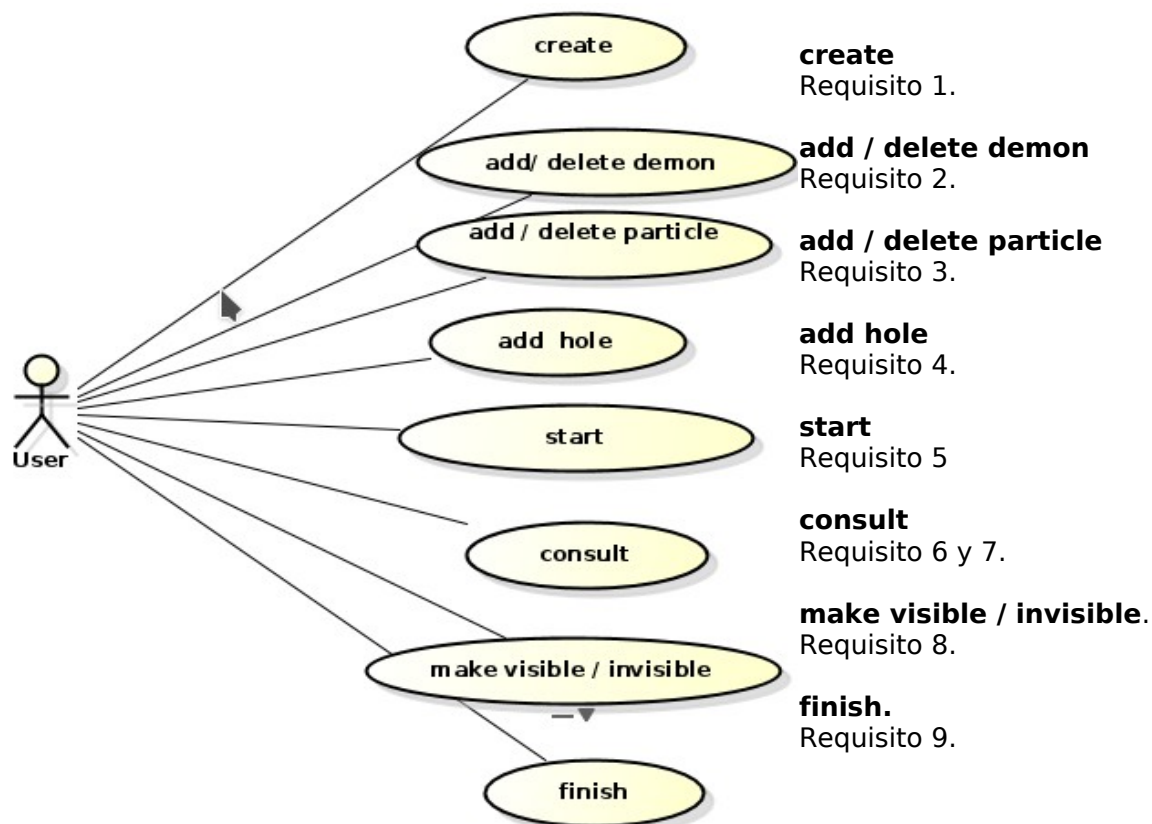 create
add/ delete demon
add / delete particle
add hole
start
consult
make visible / invisible
finish
User
create
Requisito 1.
add / delete demon
Requisito 2.
add / delete particle
Requisito 3.
add hole
Requisito 4.
start
Requisito 5
consult
Requisito 6 y 7.
make visible / invisible.
Requisito 8.
finish.
Requisito 9.